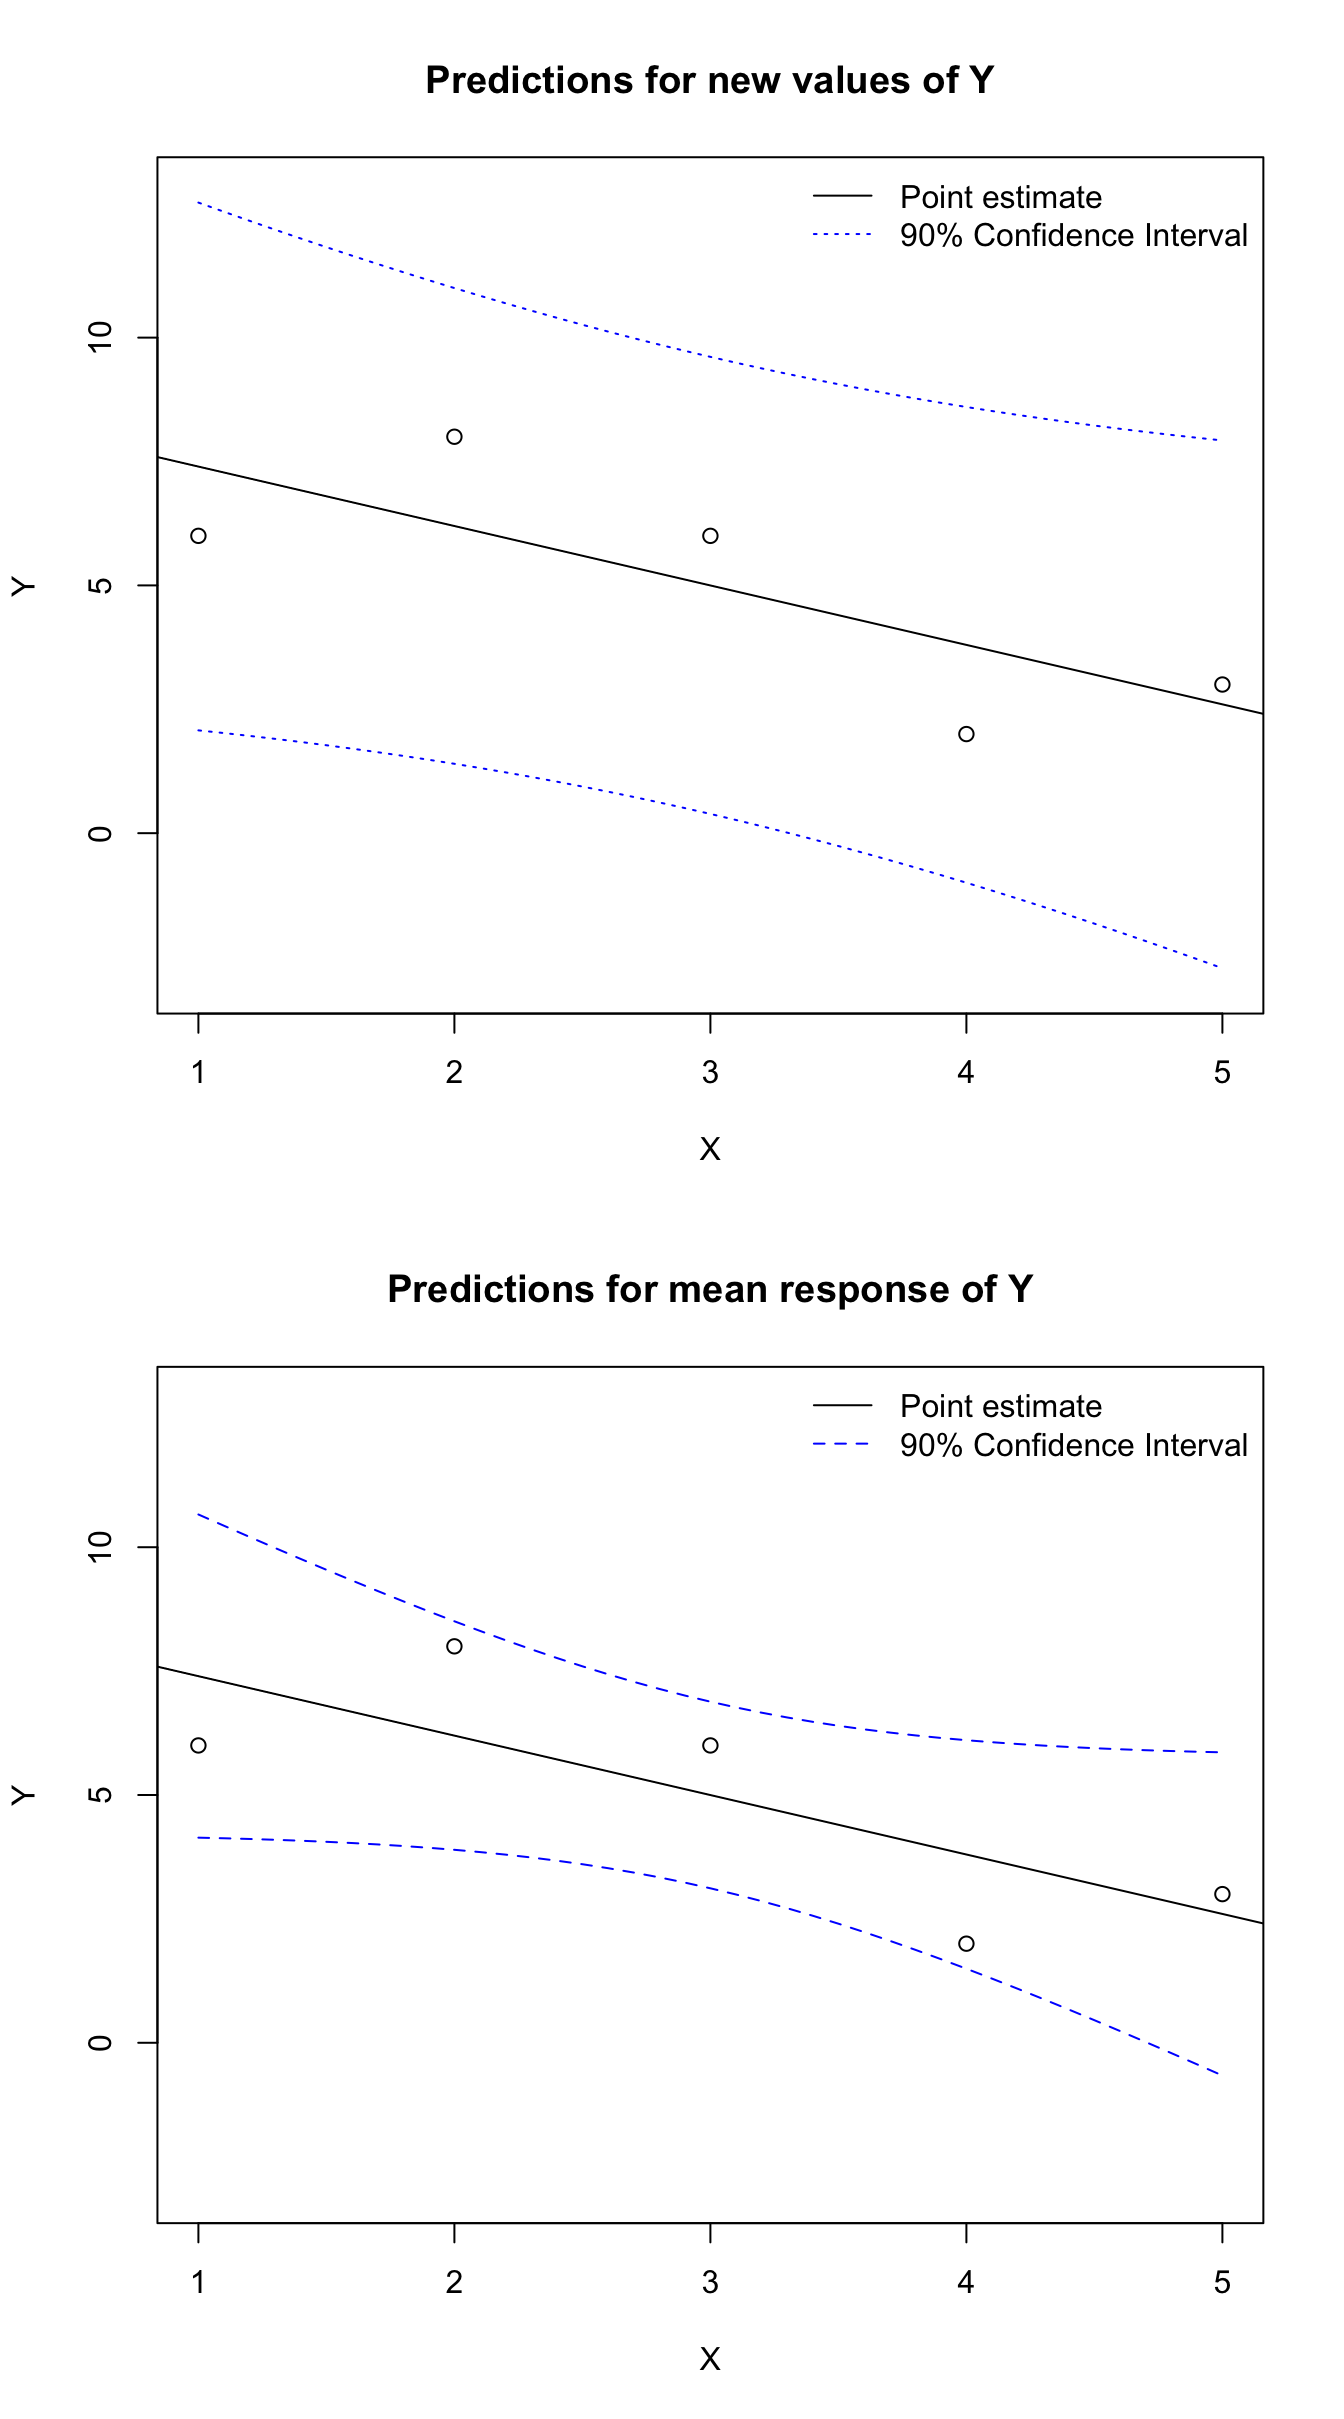 Predictions for new values of Y
Point estimate
90% Confidence Interval
10
5
0
Y
1 2 3 4 5
X
Predictions for mean response of Y
Point estimate
90% Confidence Interval
10
5
0
Y
1 2 3 4 5
X